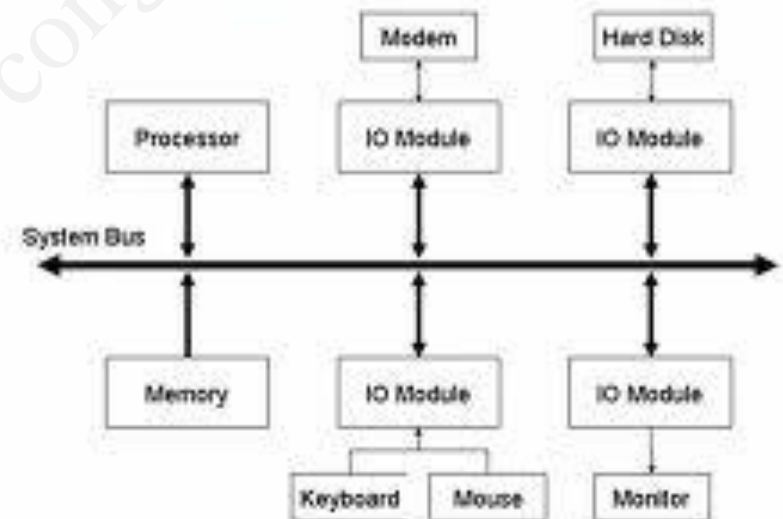 Modem
Hard Disk
Processor
IO Module
IO Module
System Bus
Memory
IO Module
IO Module
Keyboard
Mouse
Monitor